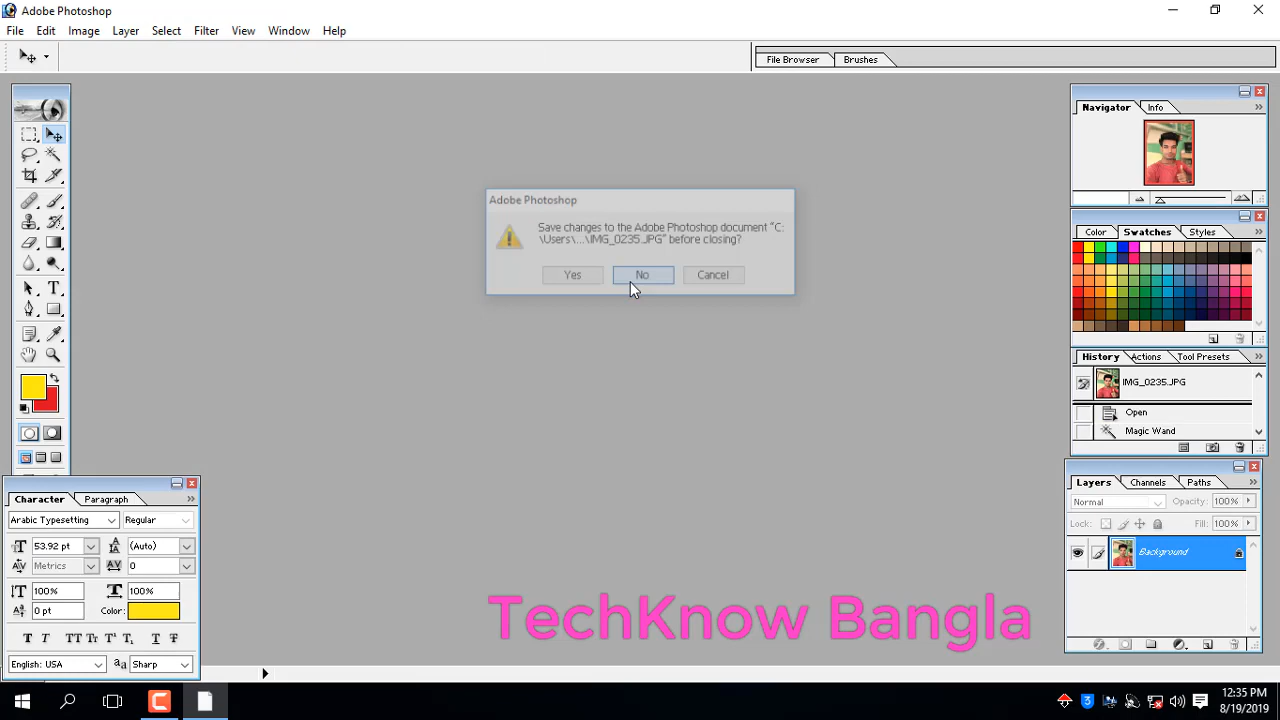 Adobe Photoshop
File Edit Image Layer Select Filter View Window Help
File Browser Brushes
Navigator Info
Adobe Photoshop
Save changes to the Adobe Photoshop document "C:
\Users\...\IMG_0235.JPG" before closing?
Yes No Cancel
Color Swatches Styles
History Actions Tool Presets
IMG_0235.JPG
Open
Magic Wand
Layers Channels Paths
Normal Opacity: 100%
Lock: Fill: 100%
Background
Character Paragraph
Arabic Typesetting Regular
53.92 pt (Auto)
Metrics 0
100% 100%
0 pt Color:
English: USA aa Sharp
TechKnow Bangla
12:35 PM
8/19/2019